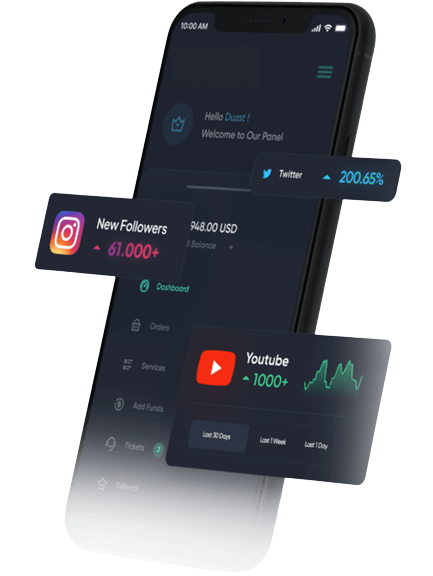 10:00 AM
Hello Duzst !
Welcome to Our Panel
Twitter 200.65%
New Followers
61.000+
948.00 USD
Balance +
Dashboard
Orders
Services
Add Funds
Tickets 2
Referral
Youtube
1000+
Last 30 Days Last 1 Week Last 1 Day